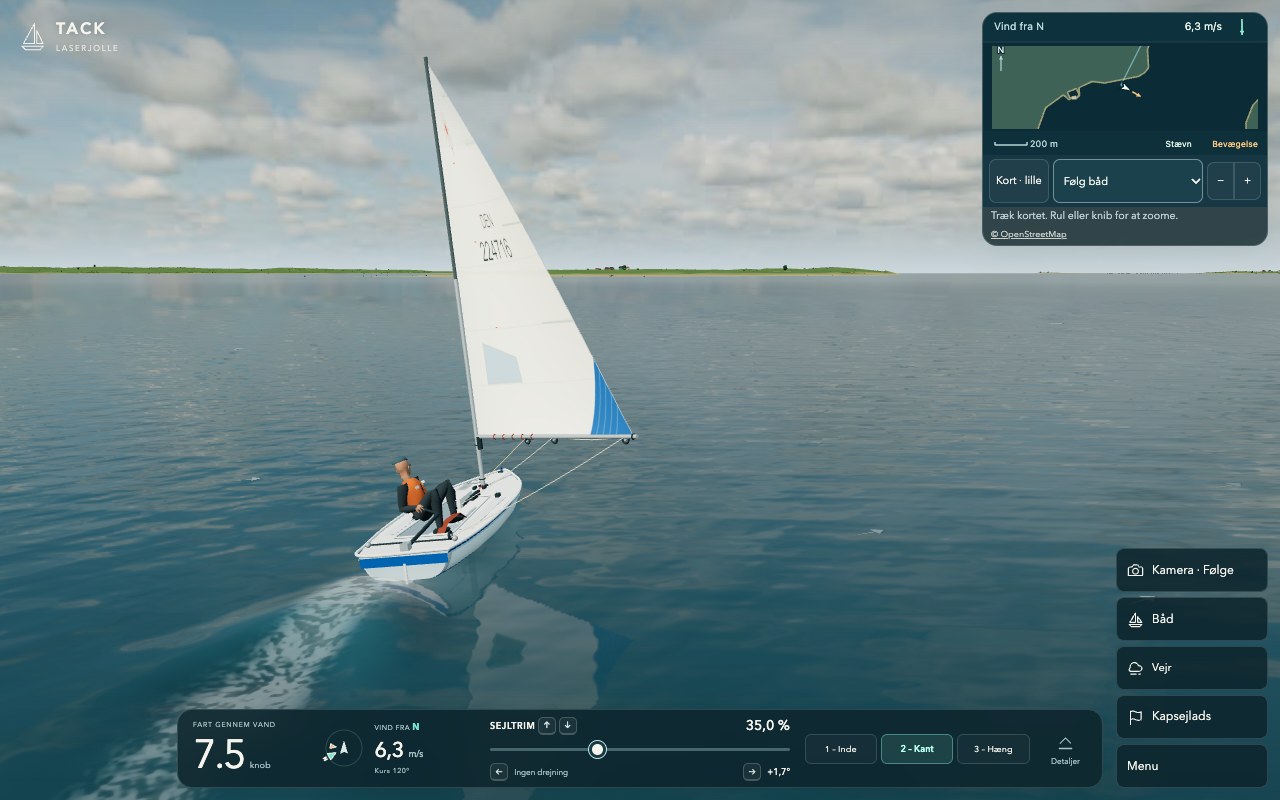 TACK
LASERJOLLE
Vind fra N
6,3 m/s
N
200 m
Stævn
Bevægelse
Kort · lille
Følg båd
−
+
Træk kortet. Rul eller knib for at zoome.
© OpenStreetMap
DEN
224716
Kamera · Følge
Båd
Vejr
Kapsejlads
Menu
FART GENNEM VAND
7.5 knob
VIND FRA N
6,3 m/s
Kurs 120°
SEJLTRIM ↑ ↓
35,0 %
← Ingen drejning
→ +1,7°
1 – Inde
2 – Kant
3 – Hæng
Detaljer